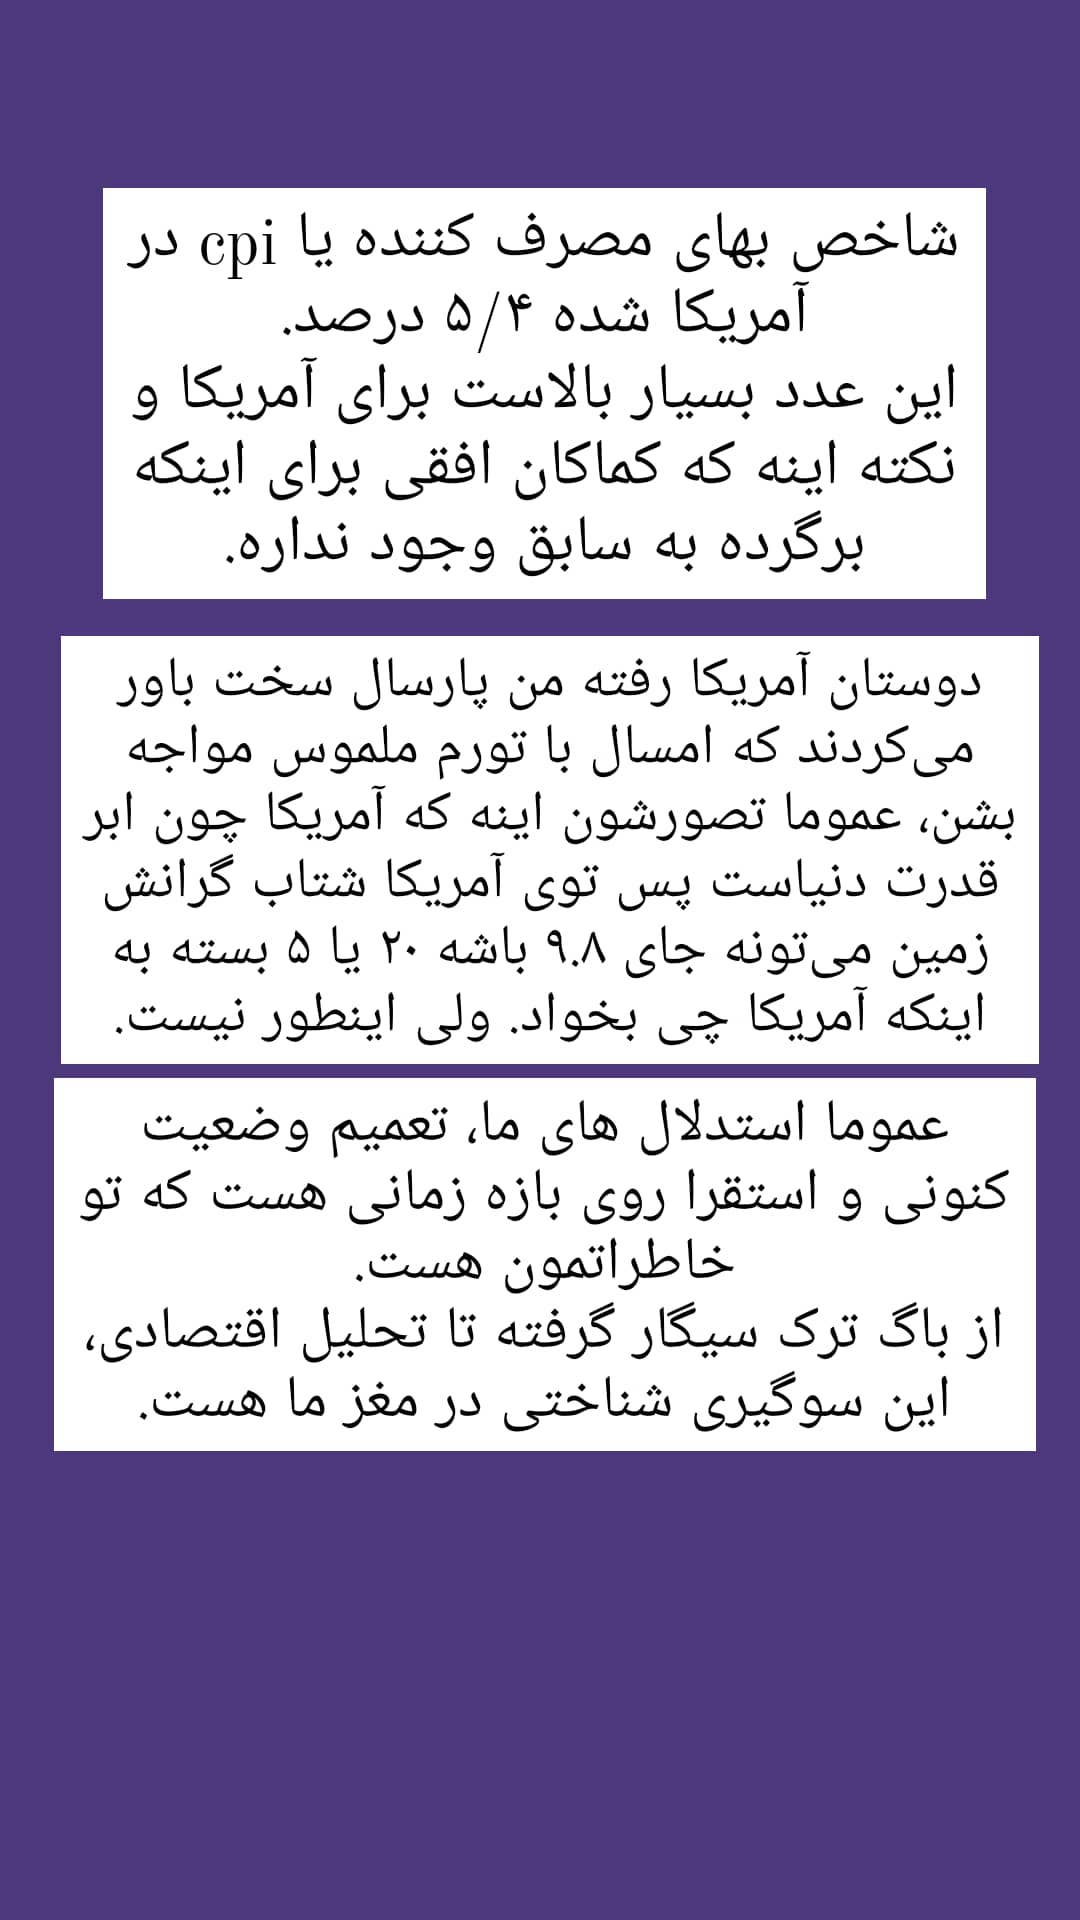 شاخص بهای مصرف کننده یا cpi در
آمریکا شده ۵/۴ درصد.
این عدد بسیار بالاست برای آمریکا و
نکته اینه که کماکان افقی برای اینکه
برگرده به سابق وجود نداره.
دوستان آمریکا رفته من پارسال سخت باور
می‌کردند که امسال با تورم ملموس مواجه
بشن، عموما تصورشون اینه که آمریکا چون ابر
قدرت دنیاست پس توی آمریکا شتاب گرانش
زمین می‌تونه جای ۹.۸ باشه ۲۰ یا ۵ بسته به
اینکه آمریکا چی بخواد. ولی اینطور نیست.
عموما استدلال های ما، تعمیم وضعیت
کنونی و استقرا روی بازه زمانی هست که تو
خاطراتمون هست.
از باگ ترک سیگار گرفته تا تحلیل اقتصادی،
این سوگیری شناختی در مغز ما هست.